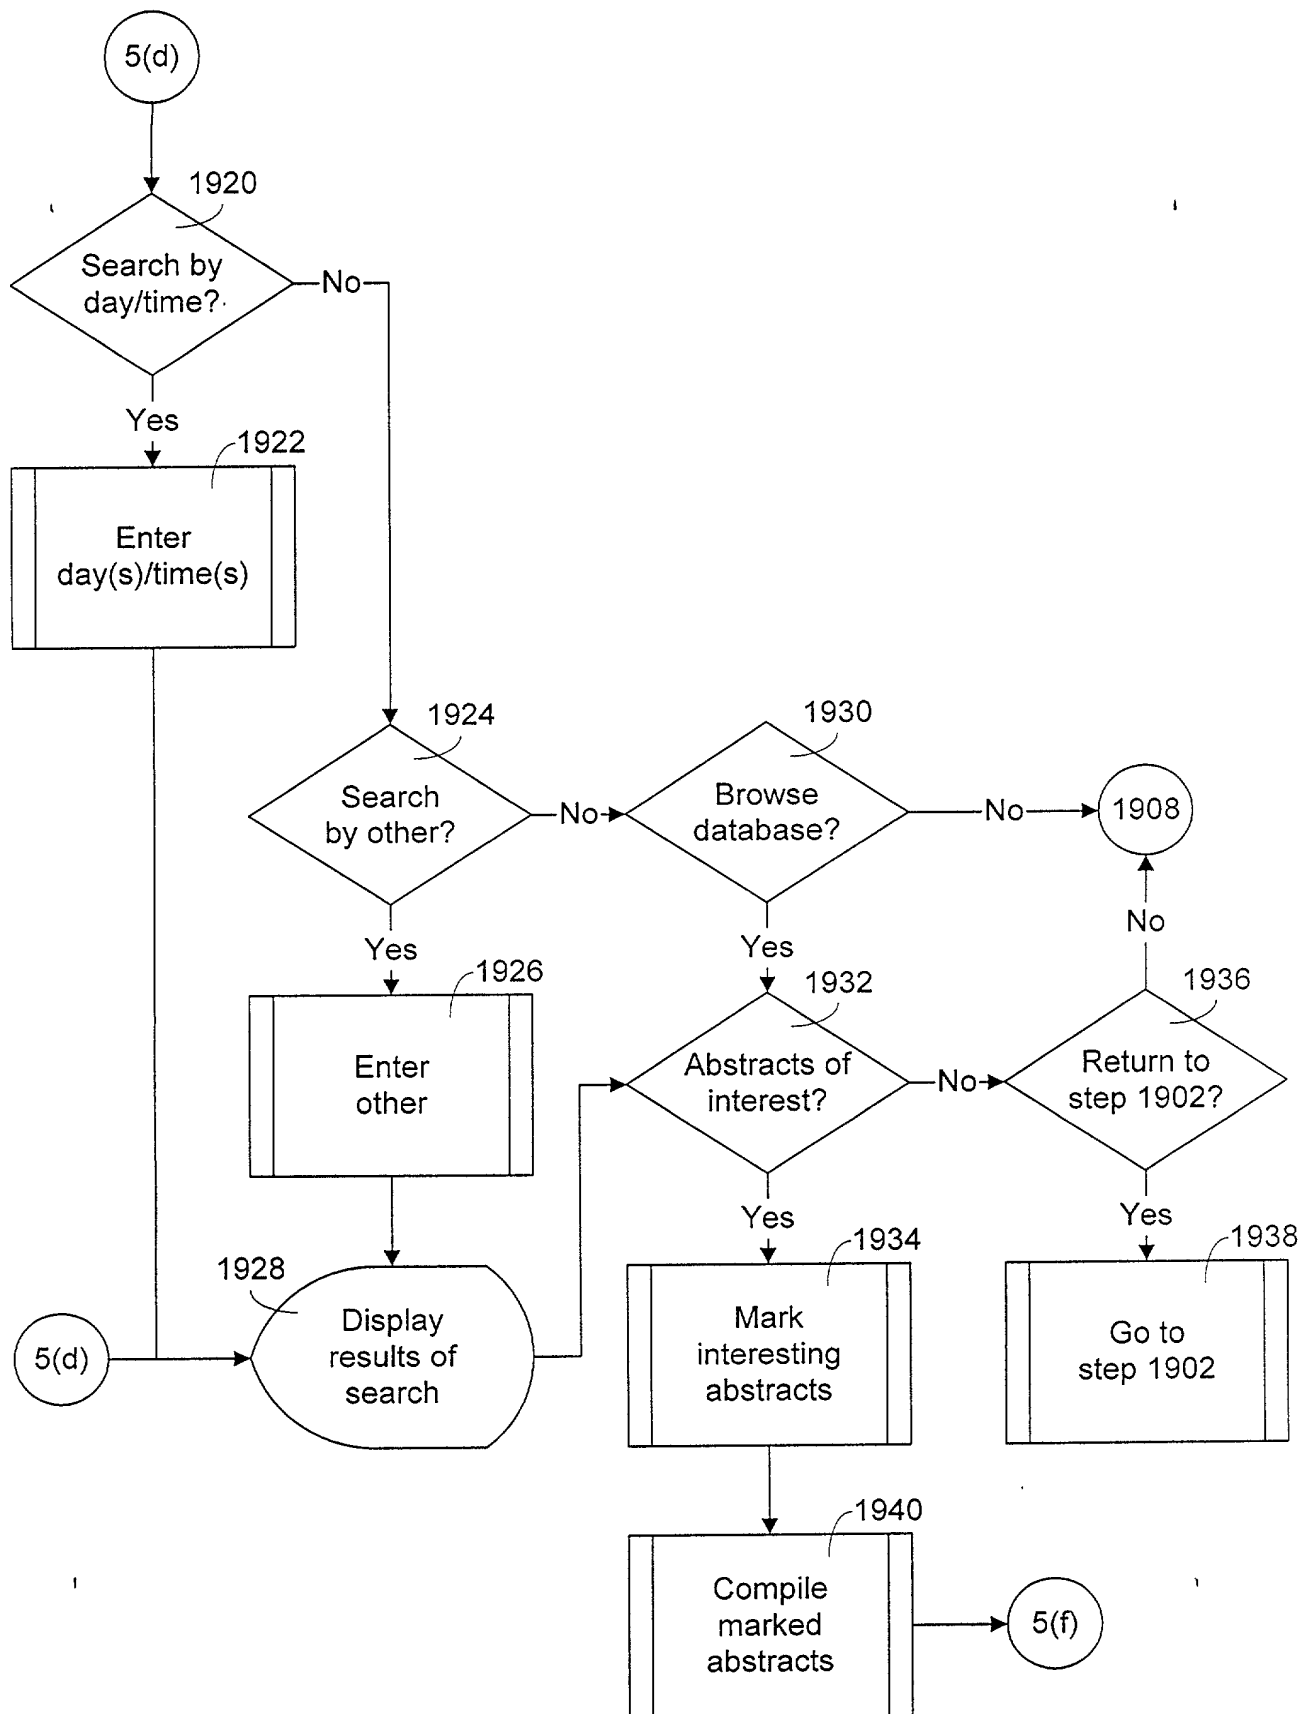 5(d)
1920
Search by
day/time?
No
Yes
1922
Enter
day(s)/time(s)
1924
Search
by other?
No
1930
Browse
database?
No
1908
Yes
Yes
No
1926
Enter
other
1932
Abstracts of
interest?
No
1936
Return to
step 1902?
Yes
Yes
1928
Display
results of
search
5(d)
1934
Mark
interesting
abstracts
1938
Go to
step 1902
1940
Compile
marked
abstracts
5(f)